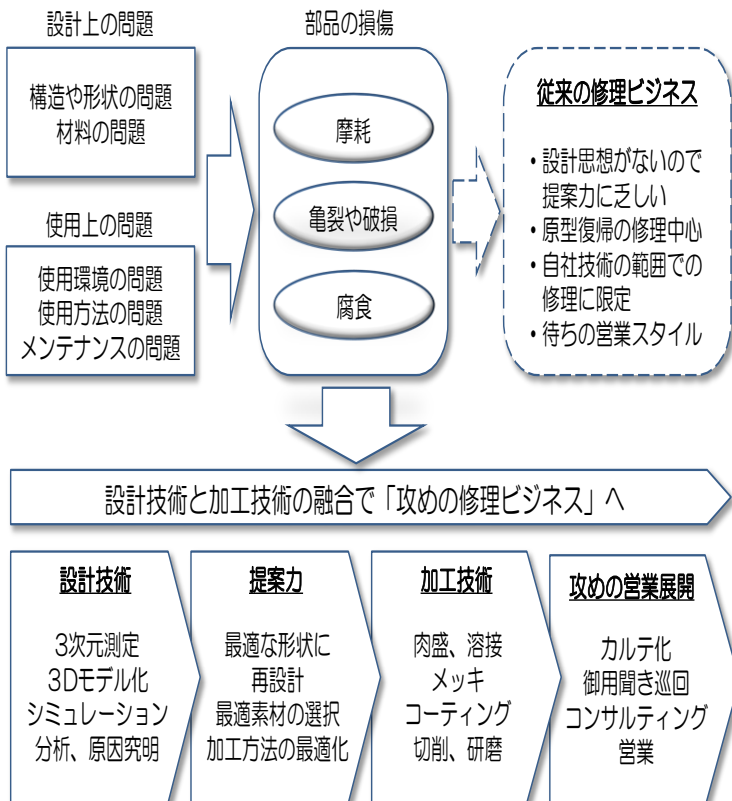 設計上の問題
構造や形状の問題
材料の問題
使用上の問題
使用環境の問題
使用方法の問題
メンテナンスの問題
部品の損傷
摩耗
亀裂や破損
腐食
従来の修理ビジネス
・設計思想がないので
提案力に乏しい
・原型復帰の修理中心
・自社技術の範囲での
修理に限定
・待ちの営業スタイル
設計技術と加工技術の融合で「攻めの修理ビジネス」へ
設計技術
3次元測定
3Dモデル化
シミュレーション
分析、原因究明
提案力
最適な形状に
再設計
最適素材の選択
加工方法の最適化
加工技術
肉盛、溶接
メッキ
コーティング
切削、研磨
攻めの営業展開
カルテ化
御用聞き巡回
コンサルティング
営業